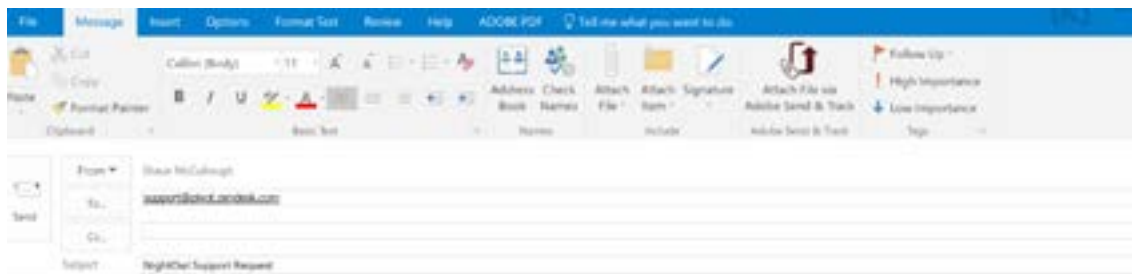 File Message Insert Options Format Text Review Help ADOBE PDF Tell me what you want to do
Cut
Copy
Paste
Format Painter
Clipboard
Calibri (Body) 11
B I U
Basic Text
Address Book
Check Names
Names
Attach File
Attach Item
Signature
Include
Attach File via Adobe Send & Track
Adobe Send & Track
Follow Up
High Importance
Low Importance
Tags
Send
From
To...
Cc...
Subject NightOwl Support Request